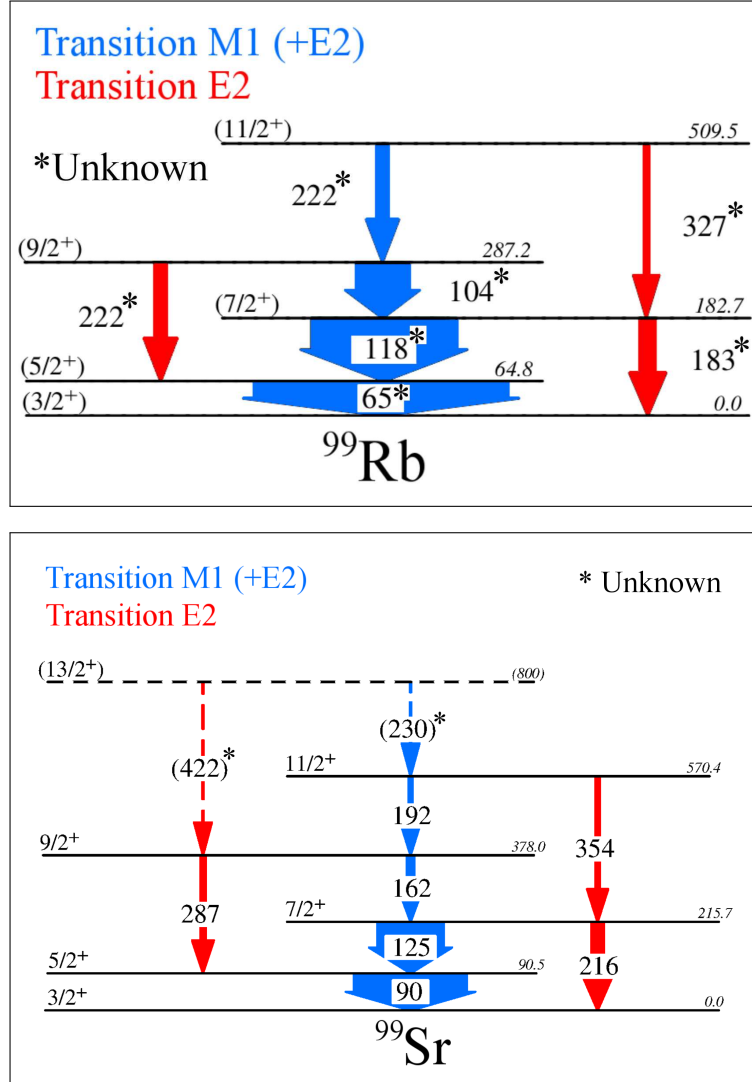 Transition M1 (+E2)
Transition E2
(11/2⁺) 509.5
*Unknown
222* 327*
(9/2⁺) 287.2
222* 104*
(7/2⁺) 182.7
118* 183*
(5/2⁺) 64.8
65*
(3/2⁺) 0.0
⁹⁹Rb
Transition M1 (+E2) * Unknown
Transition E2
(13/2⁺) (800)
(422)* (230)*
11/2⁺ 570.4
192 354
9/2⁺ 378.0
287 162
7/2⁺ 215.7
125 216
5/2⁺ 90.5
90
3/2⁺ 0.0
⁹⁹Sr